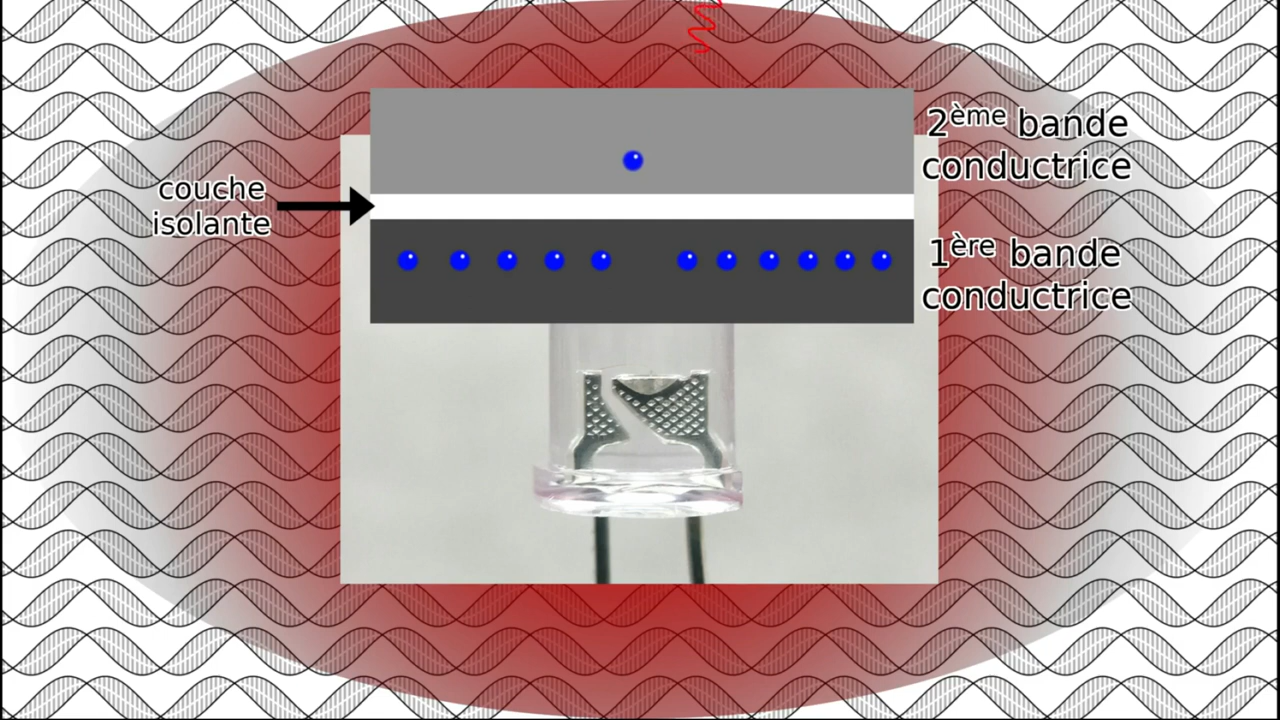 2ème bande
conductrice
couche
isolante
1ère bande
conductrice